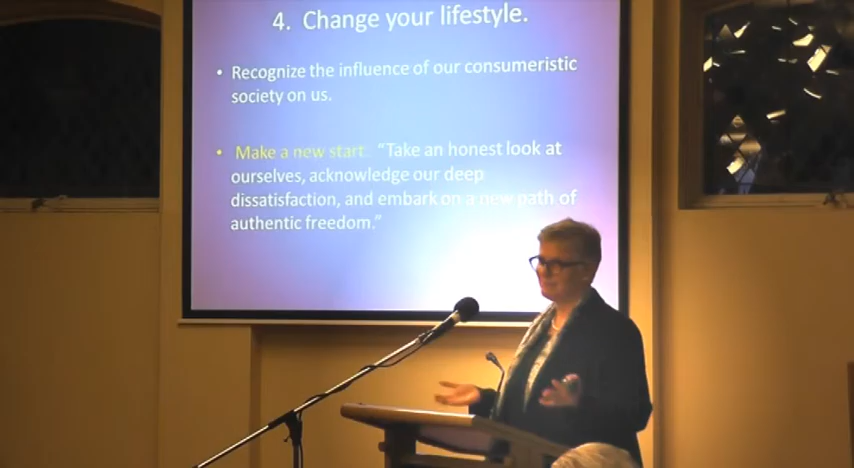 4. Change your lifestyle.
• Recognize the influence of our consumeristic
society on us.
• Make a new start. "Take an honest look at
ourselves, acknowledge our deep
dissatisfaction, and embark on a new path of
authentic freedom."